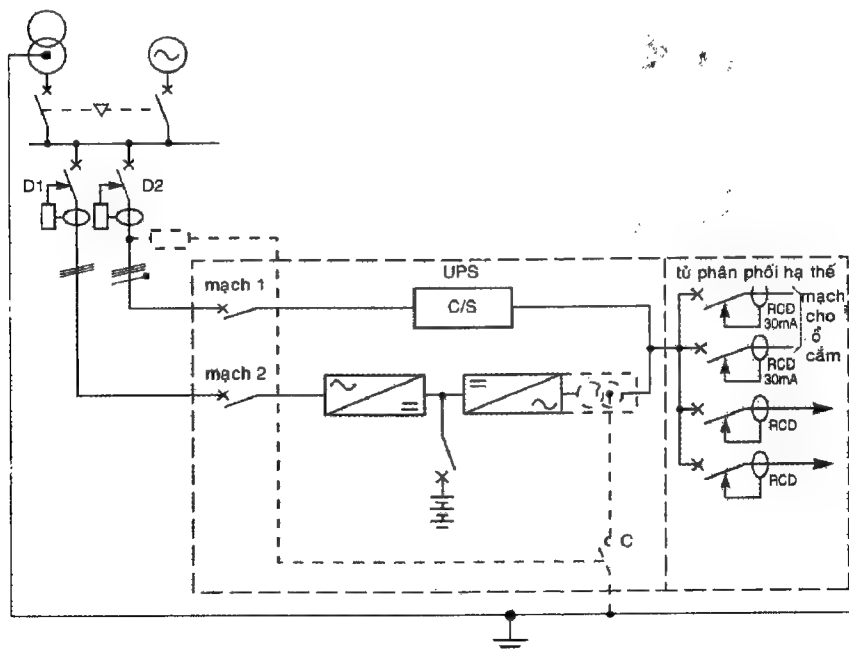 D1
D2
UPS
tủ phân phối hạ thế
mạch 1
C/S
RCD
30mA
mạch
cho
ổ
cắm
RCD
30mA
mạch 2
RCD
RCD
C